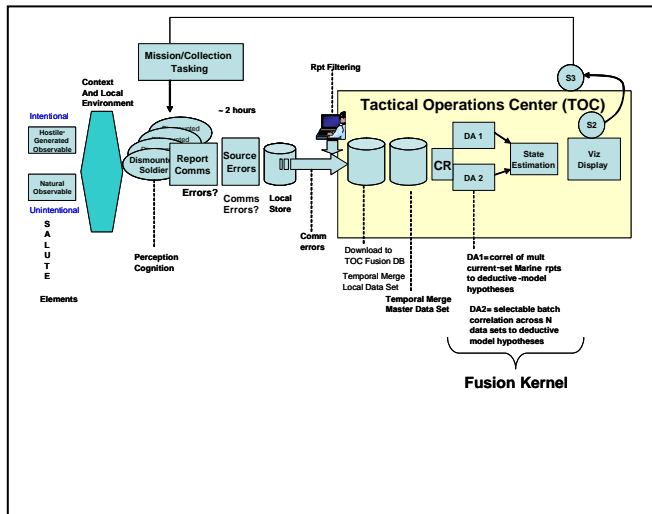 S3
Mission/Collection
Tasking
Rpt Filtering
Context
And Local
Environment
~ 2 hours
Tactical Operations Center (TOC)
Intentional
Hostile-
Generated
Observable
S2
DA 1
Dismounted
Soldier
Report
Comms
Source
Errors
CR
State
Estimation
Viz
Display
Natural
Observable
DA 2
Errors?
Unintentional
Comms
Errors?
Local
Store
S
A
L
U
T
E
Comm
errors
Download to
TOC Fusion DB
DA1=correl of mult
current-set Marine rpts
to deductive-model
hypotheses
Perception
Cognition
Temporal Merge
Local Data Set
Elements
Temporal Merge
Master Data Set
DA2= selectable batch
correlation across N
data sets to deductive
model hypotheses
Fusion Kernel